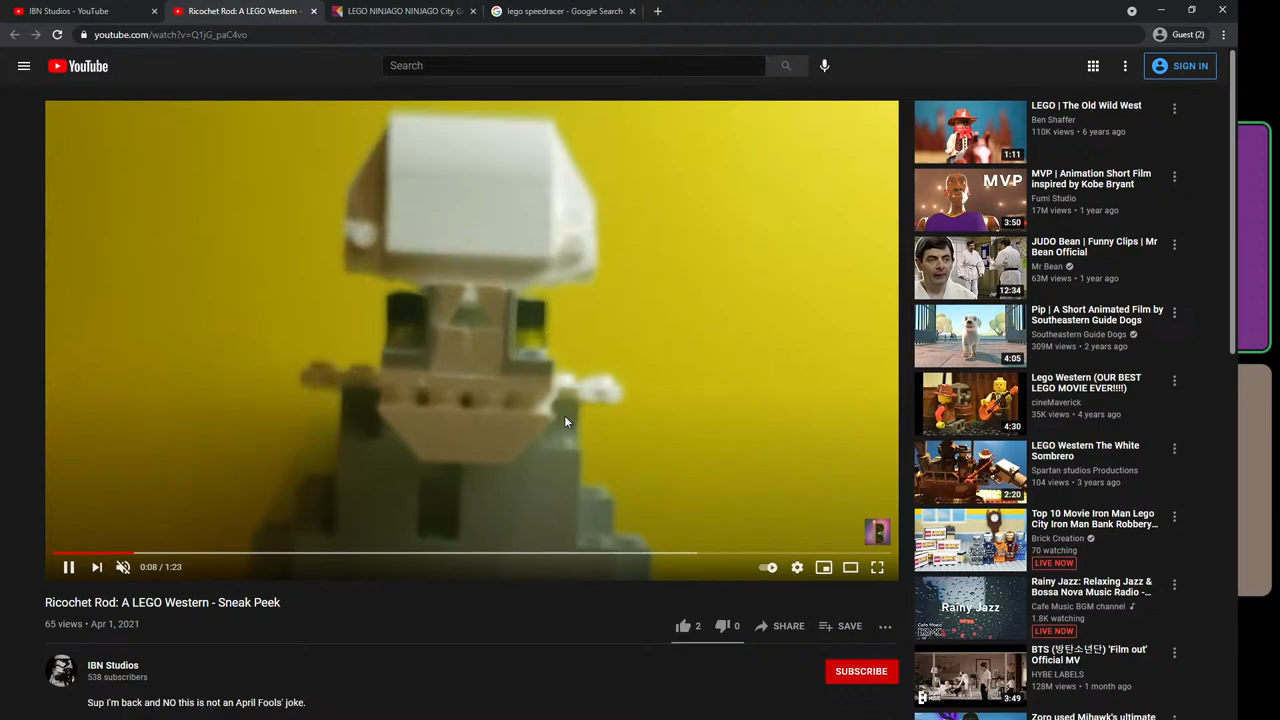 IBN Studios - YouTube
Ricochet Rod: A LEGO Western -
LEGO NINJAGO NINJAGO City G
lego speedracer - Google Search
youtube.com/watch?v=Q1jG_paC4vo
Guest (2)
YouTube
Search
SIGN IN
LEGO | The Old Wild West
Ben Shaffer
110K views • 6 years ago
1:11
MVP
MVP | Animation Short Film
inspired by Kobe Bryant
Fumi Studio
17M views • 1 year ago
3:50
JUDO Bean | Funny Clips | Mr
Bean Official
Mr Bean
63M views • 1 year ago
12:34
Pip | A Short Animated Film by
Southeastern Guide Dogs
Southeastern Guide Dogs
309M views • 2 years ago
4:05
Lego Western (OUR BEST
LEGO MOVIE EVER!!!!)
cineMaverick
35K views • 4 years ago
4:30
LEGO Western The White
Sombrero
Spartan studios Productions
104 views • 3 years ago
2:20
Top 10 Movie Iron Man Lego
City Iron Man Bank Robbery...
Brick Creation
70 watching
LIVE NOW
Rainy Jazz
Rainy Jazz: Relaxing Jazz &
Bossa Nova Music Radio -...
Cafe Music BGM channel
1.8K watching
LIVE NOW
BTS (방탄소년단) 'Film out'
Official MV
HYBE LABELS
128M views • 1 month ago
3:49
Zoro used Mihawk's ultimate
0:08 / 1:23
Ricochet Rod: A LEGO Western - Sneak Peek
65 views • Apr 1, 2021
2
0
SHARE
SAVE
IBN Studios
538 subscribers
SUBSCRIBE
Sup I'm back and NO this is not an April Fools' joke.